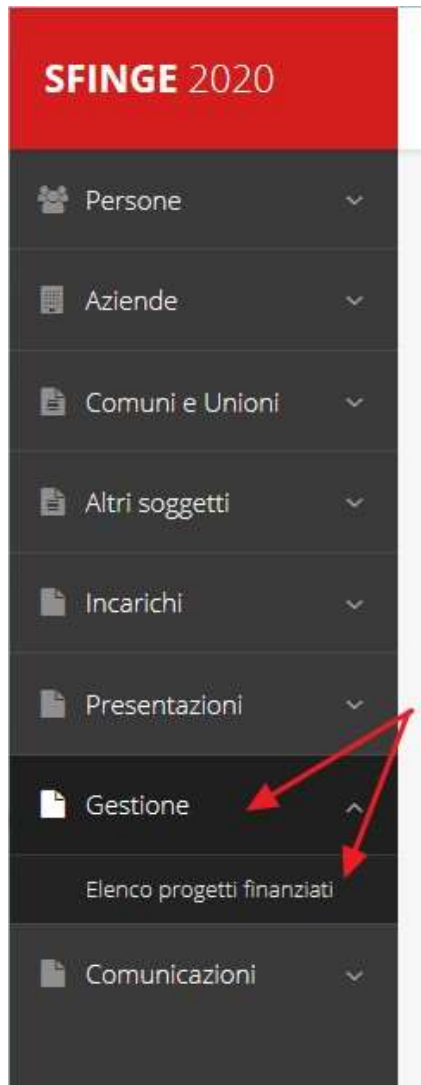 SFINGE 2020
Persone
Aziende
Comuni e Unioni
Altri soggetti
Incarichi
Presentazioni
Gestione
Elenco progetti finanziati
Comunicazioni